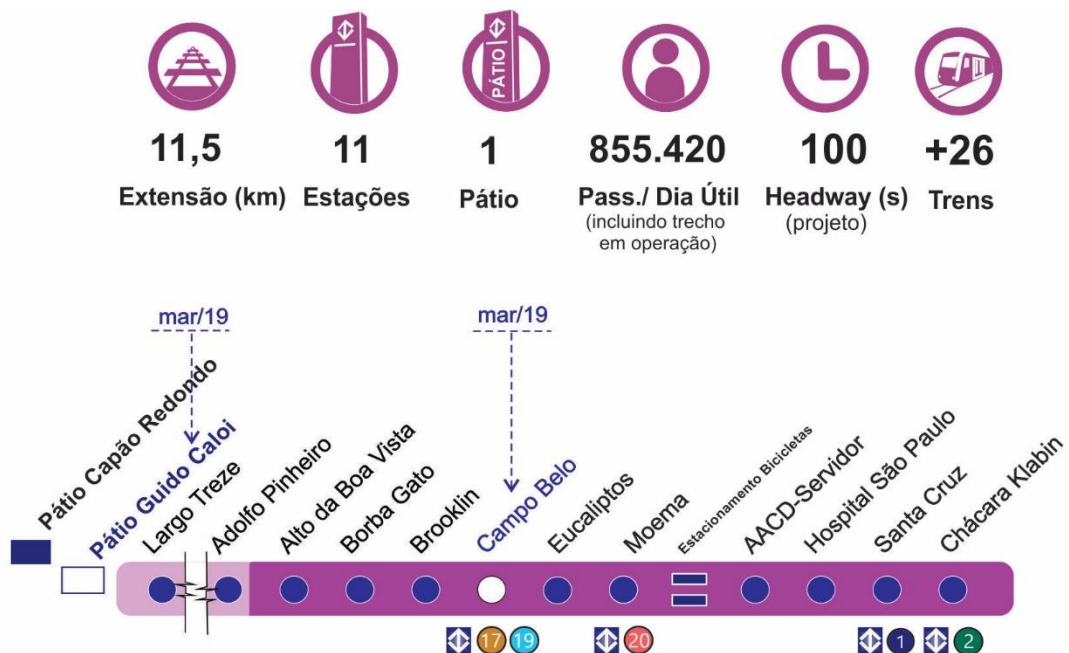 PÁTIO
11,5
Extensão (km)
11
Estações
1
Pátio
855.420
Pass./ Dia Útil
(incluindo trecho
em operação)
100
Headway (s)
(projeto)
+26
Trens
mar/19
mar/19
Pátio Capão Redondo
Pátio Guido Caloi
Largo Treze
Adolfo Pinheiro
Alto da Boa Vista
Borba Gato
Brooklin
Campo Belo
Eucaliptos
Moema
Estacionamento Bicicletas
AACD-Servidor
Hospital São Paulo
Santa Cruz
Chácara Klabin
17 19
20
1
2